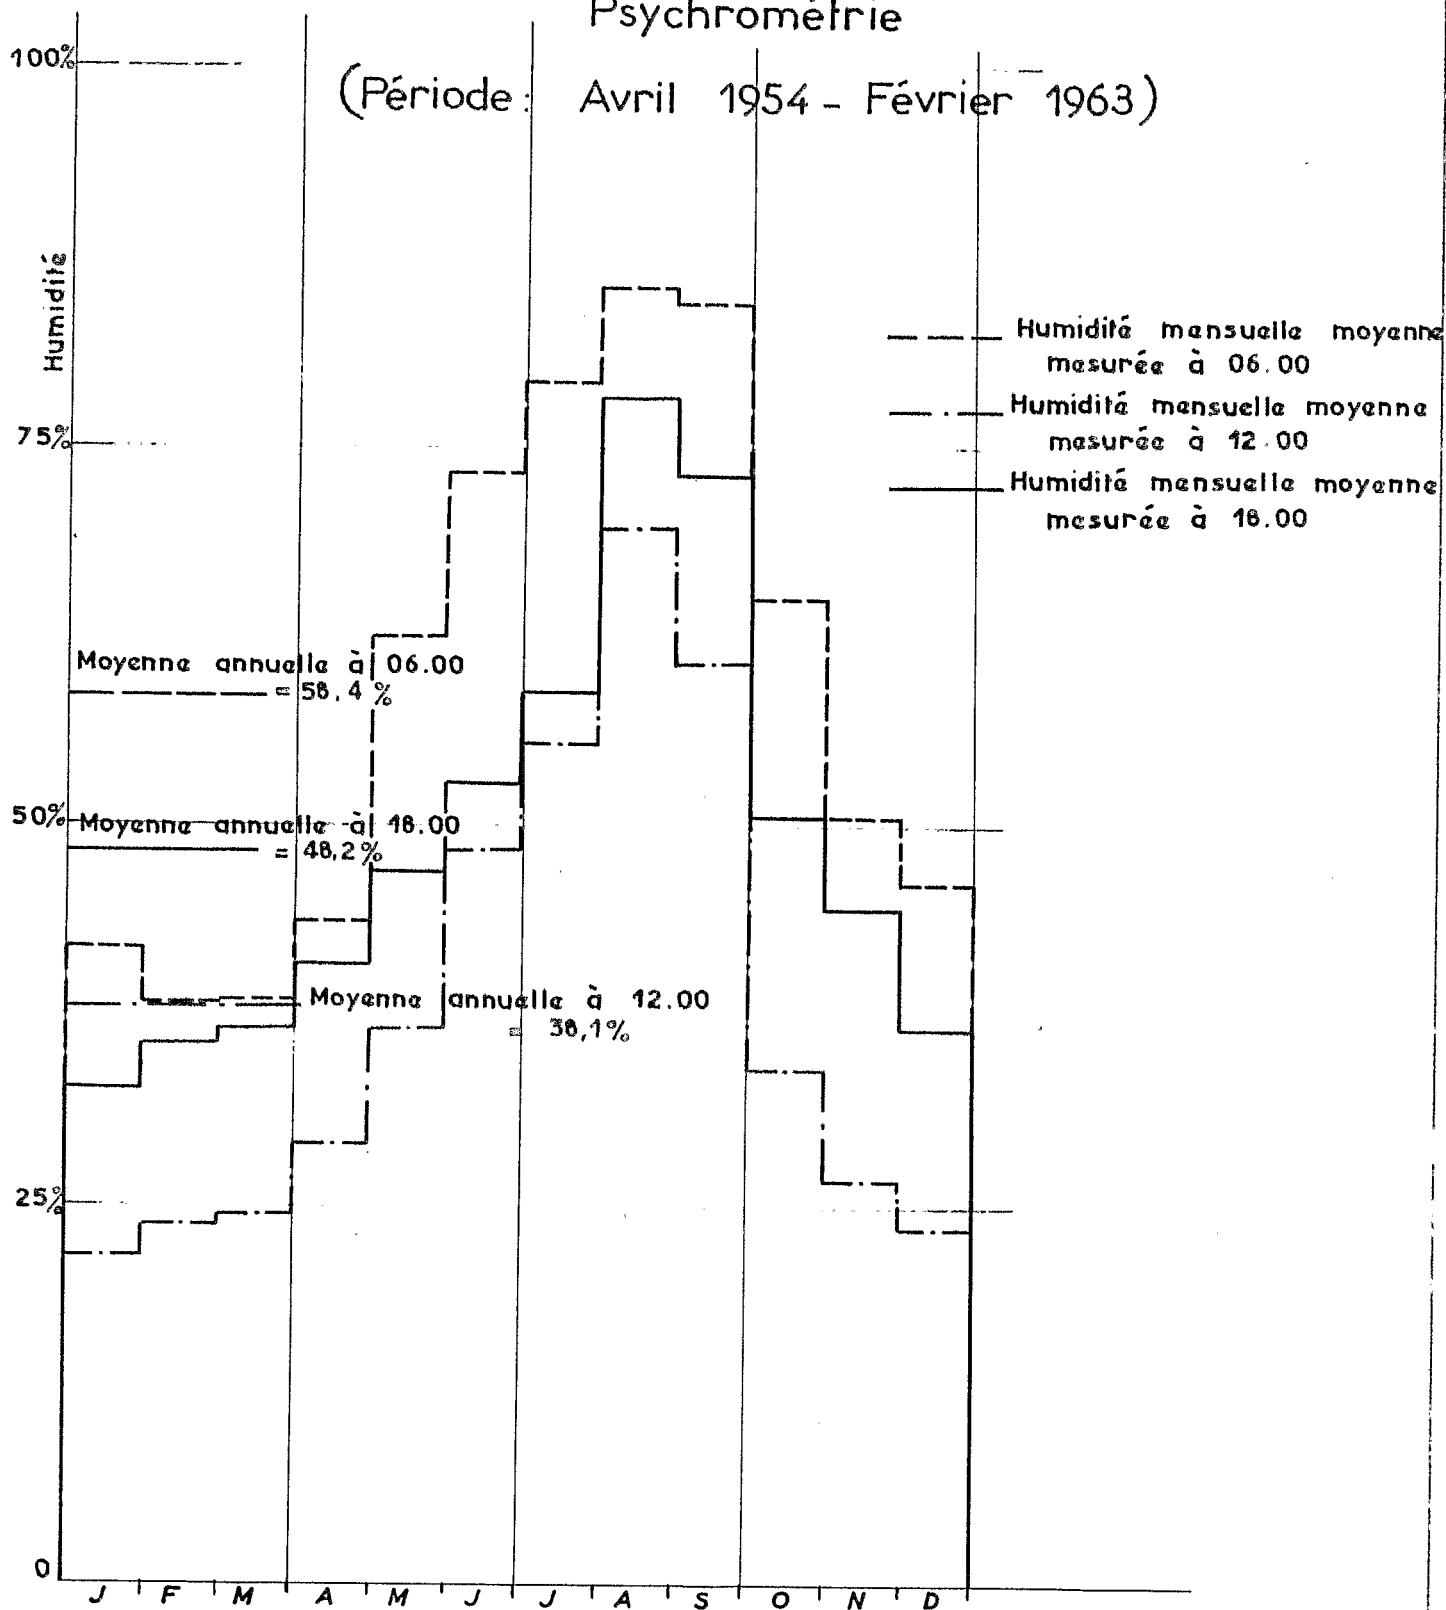 Psychrométrie
(Période: Avril 1954 - Février 1963)
100%
Humidité
75%
50%
25%
0
Humidité mensuelle moyenne
mesurée à 06.00
Humidité mensuelle moyenne
mesurée à 12.00
Humidité mensuelle moyenne
mesurée à 18.00
Moyenne annuelle à 06.00
= 58.4 %
Moyenne annuelle à 18.00
= 48,2%
Moyenne annuelle à 12.00
= 38,1%
J F M A M J J A S O N D